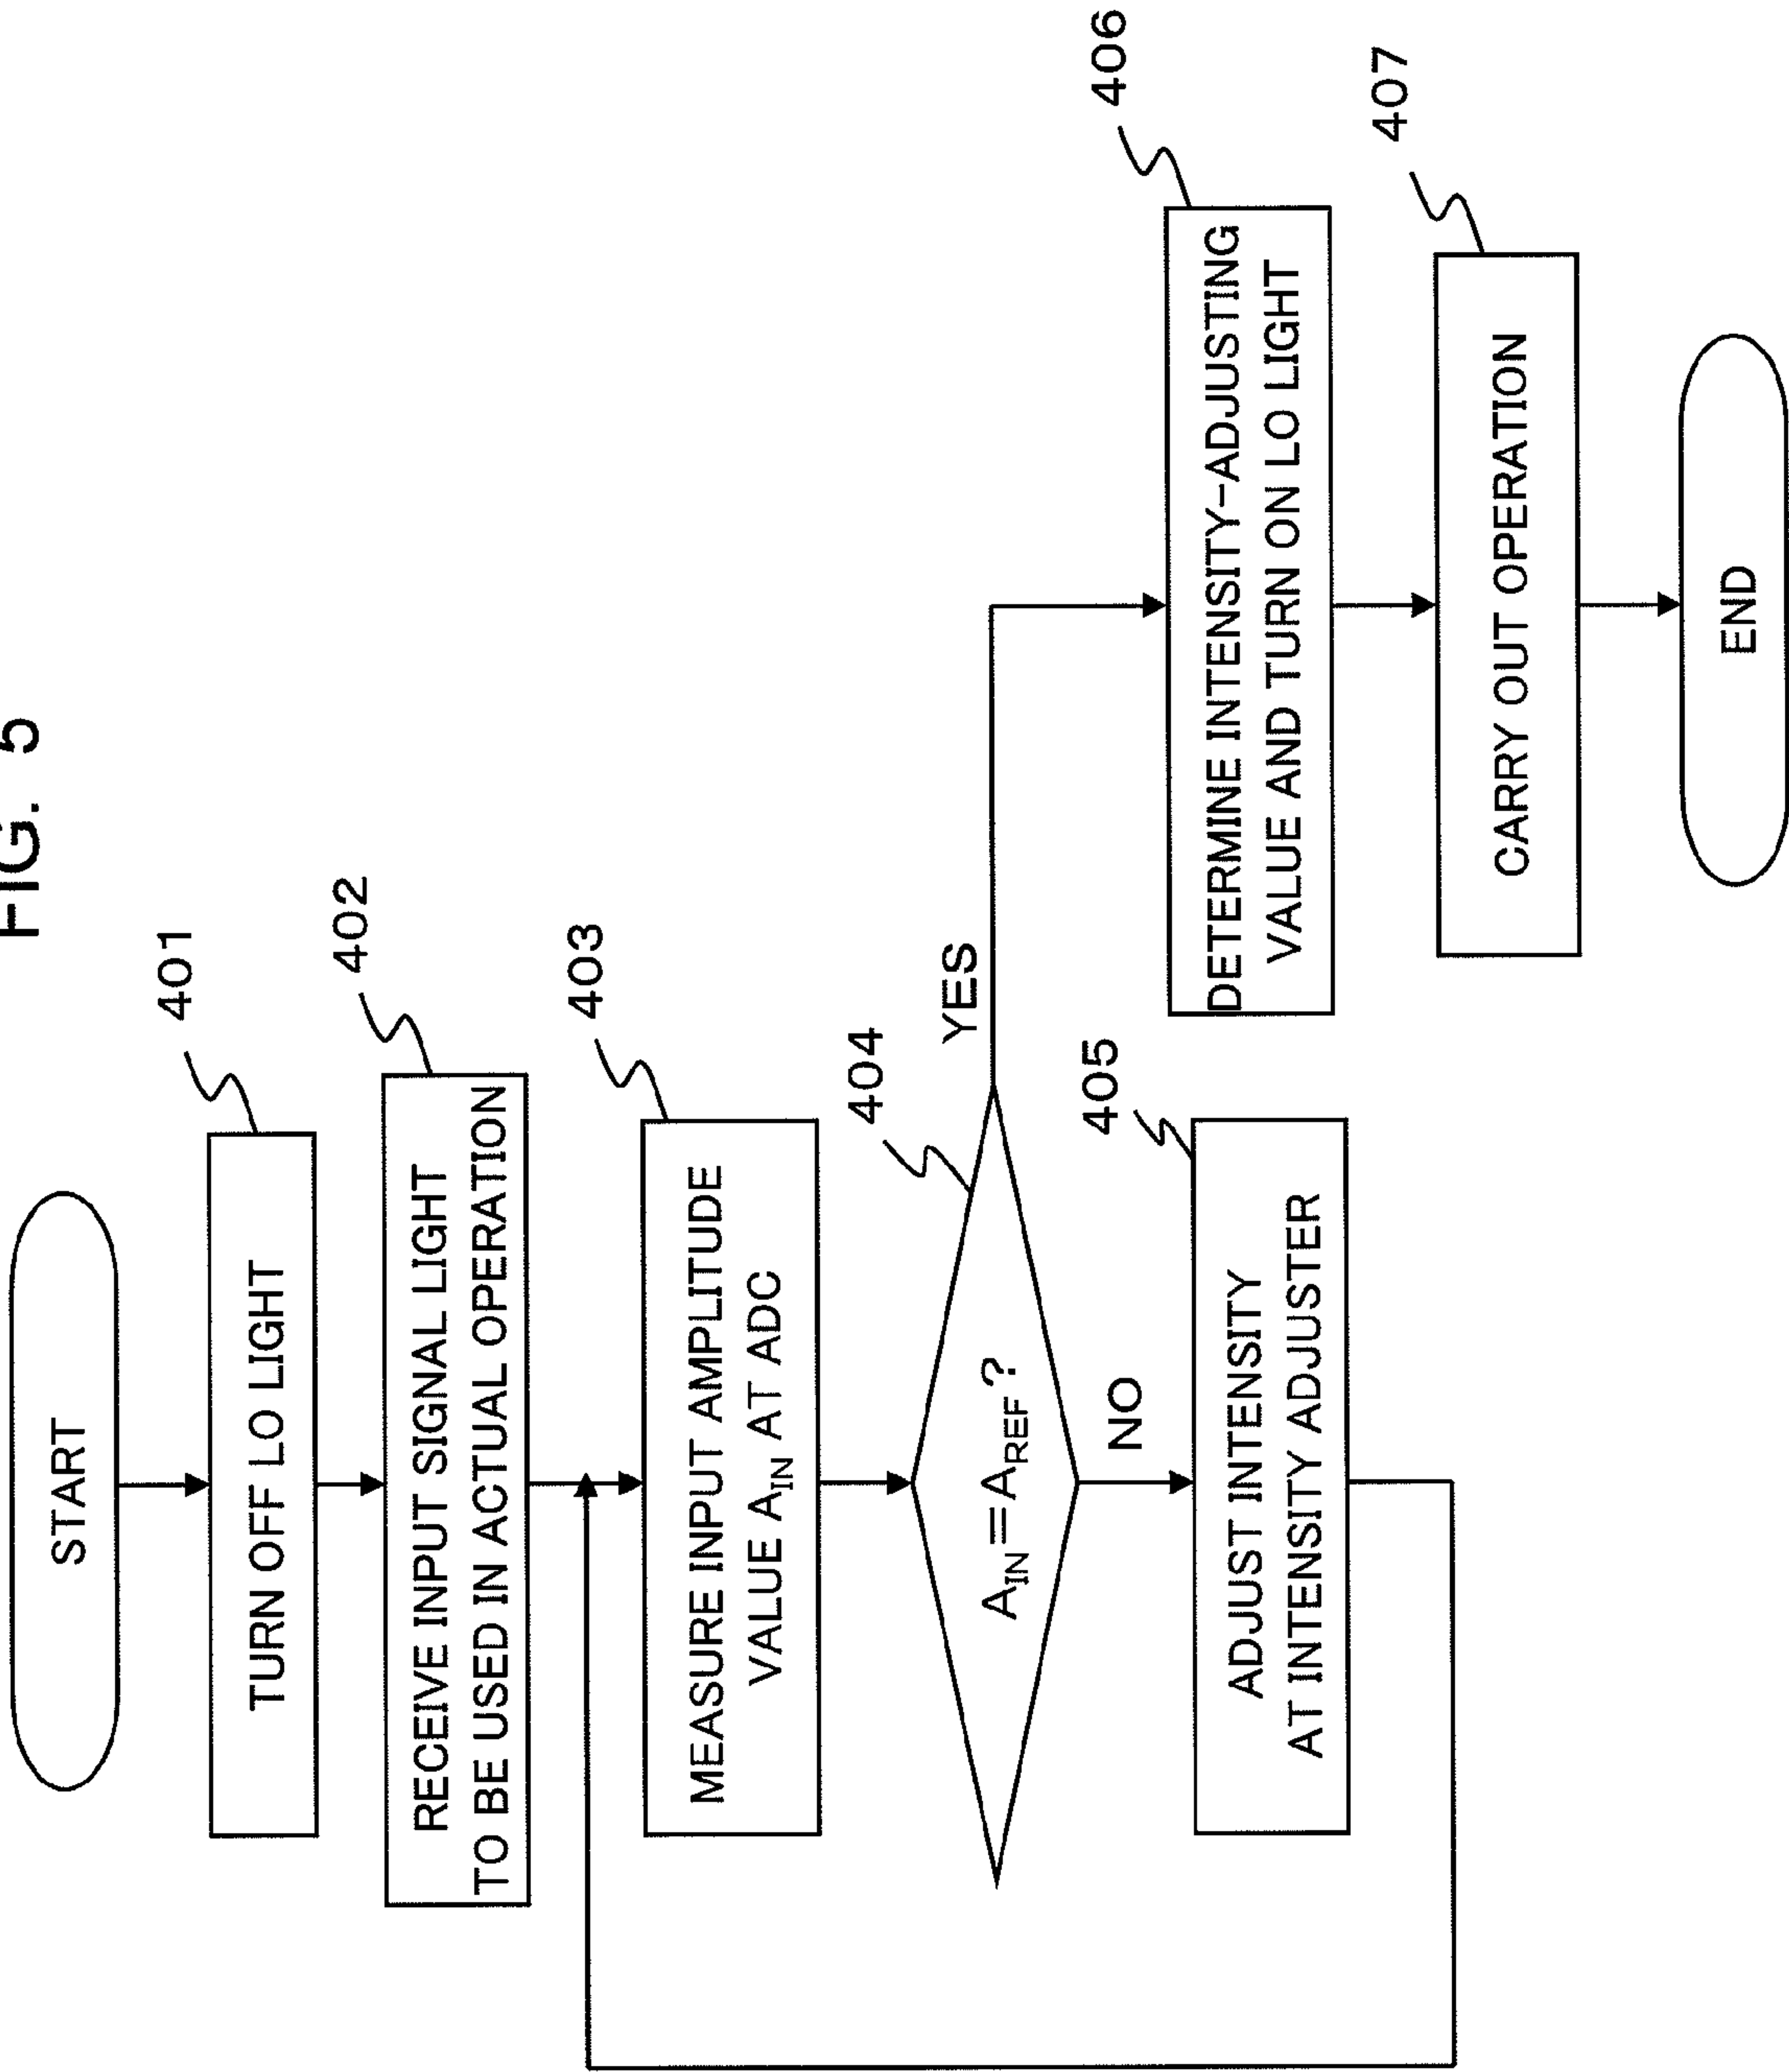 FIG. 5
START
401
TURN OFF LO LIGHT
402
RECEIVE INPUT SIGNAL LIGHT
TO BE USED IN ACTUAL OPERATION
403
MEASURE INPUT AMPLITUDE
VALUE A_IN AT ADC
404
A_IN=A_REF?
YES
NO
405
ADJUST INTENSITY
AT INTENSITY ADJUSTER
406
DETERMINE INTENSITY-ADJUSTING
VALUE AND TURN ON LO LIGHT
407
CARRY OUT OPERATION
END